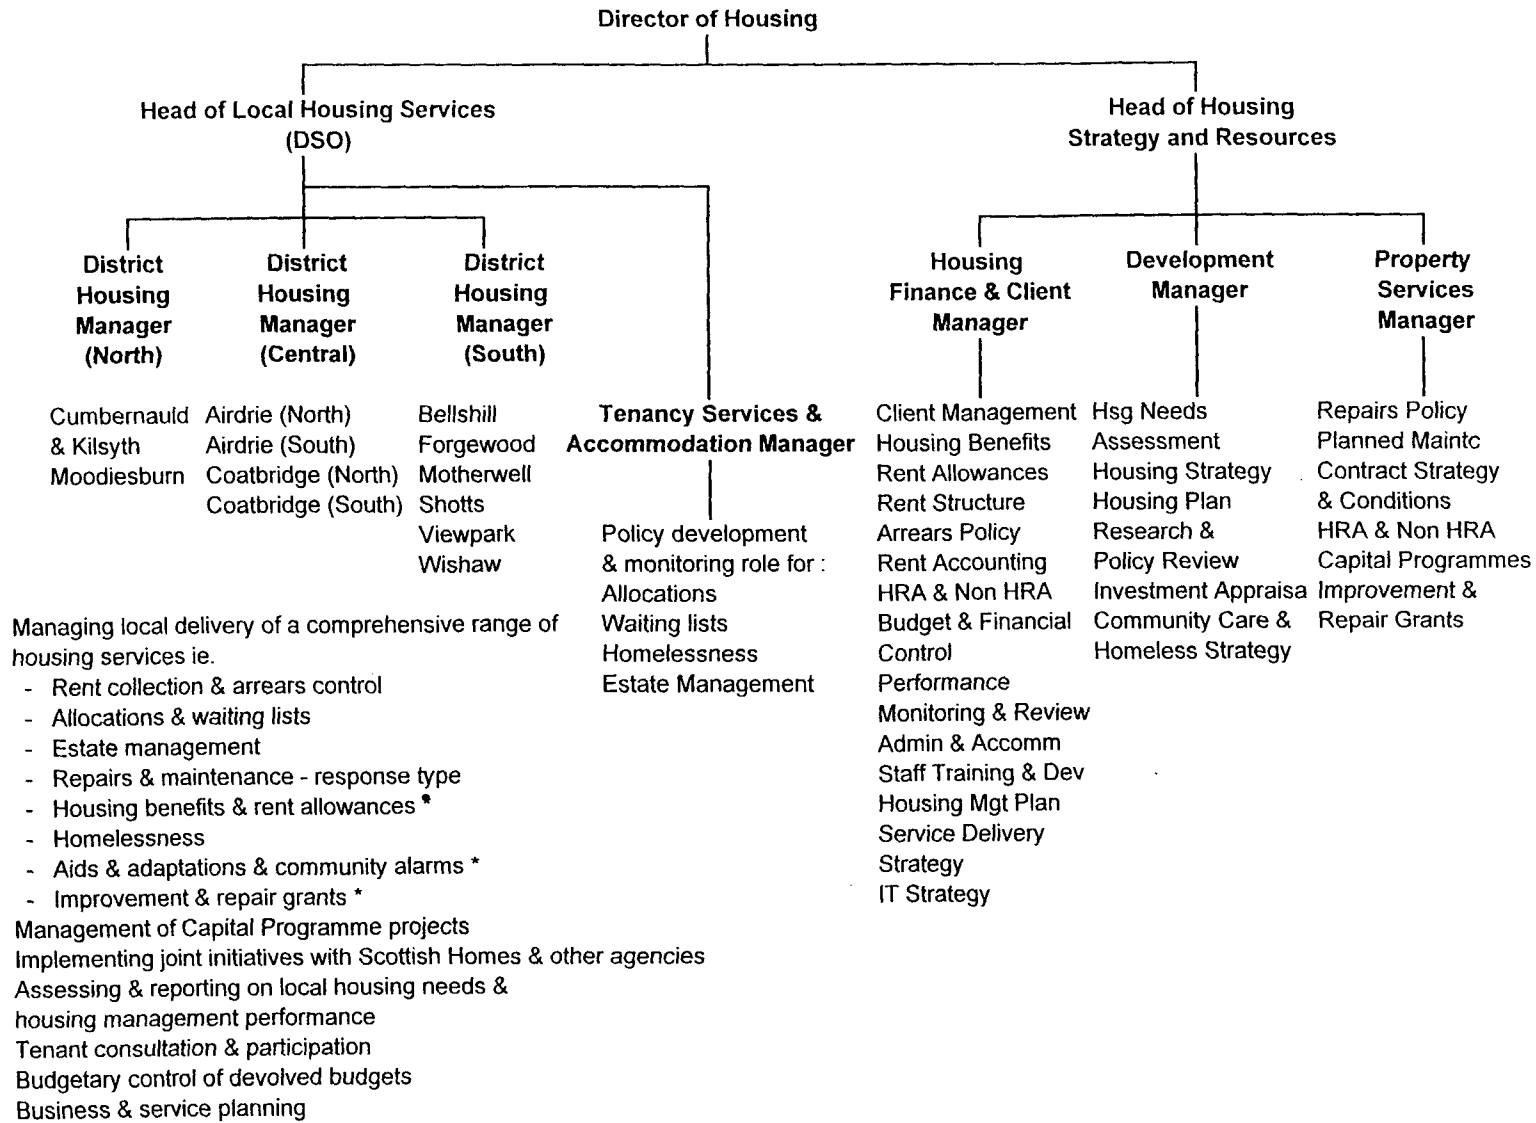 Director of Housing
Head of Local Housing Services
(DSO)
Head of Housing
Strategy and Resources
District
Housing
Manager
(North)
District
Housing
Manager
(Central)
District
Housing
Manager
(South)
Housing
Finance & Client
Manager
Development
Manager
Property
Services
Manager
Cumbernauld
& Kilsyth
Moodiesburn
Airdrie (North)
Airdrie (South)
Coatbridge (North)
Coatbridge (South)
Bellshill
Forgewood
Motherwell
Shotts
Viewpark
Wishaw
Tenancy Services &
Accommodation Manager
Policy development
& monitoring role for :
Allocations
Waiting lists
Homelessness
Estate Management
Client Management
Housing Benefits
Rent Allowances
Rent Structure
Arrears Policy
Rent Accounting
HRA & Non HRA
Budget & Financial
Control
Performance
Monitoring & Review
Admin & Accomm
Staff Training & Dev
Housing Mgt Plan
Service Delivery
Strategy
IT Strategy
Hsg Needs
Assessment
Housing Strategy
Housing Plan
Research &
Policy Review
Investment Appraisa
Community Care &
Homeless Strategy
Repairs Policy
Planned Maintc
Contract Strategy
& Conditions
HRA & Non HRA
Capital Programmes
Improvement &
Repair Grants
Managing local delivery of a comprehensive range of
housing services ie.
- Rent collection & arrears control
- Allocations & waiting lists
- Estate management
- Repairs & maintenance - response type
- Housing benefits & rent allowances *
- Homelessness
- Aids & adaptations & community alarms *
- Improvement & repair grants *
Management of Capital Programme projects
Implementing joint initiatives with Scottish Homes & other agencies
Assessing & reporting on local housing needs &
housing management performance
Tenant consultation & participation
Budgetary control of devolved budgets
Business & service planning